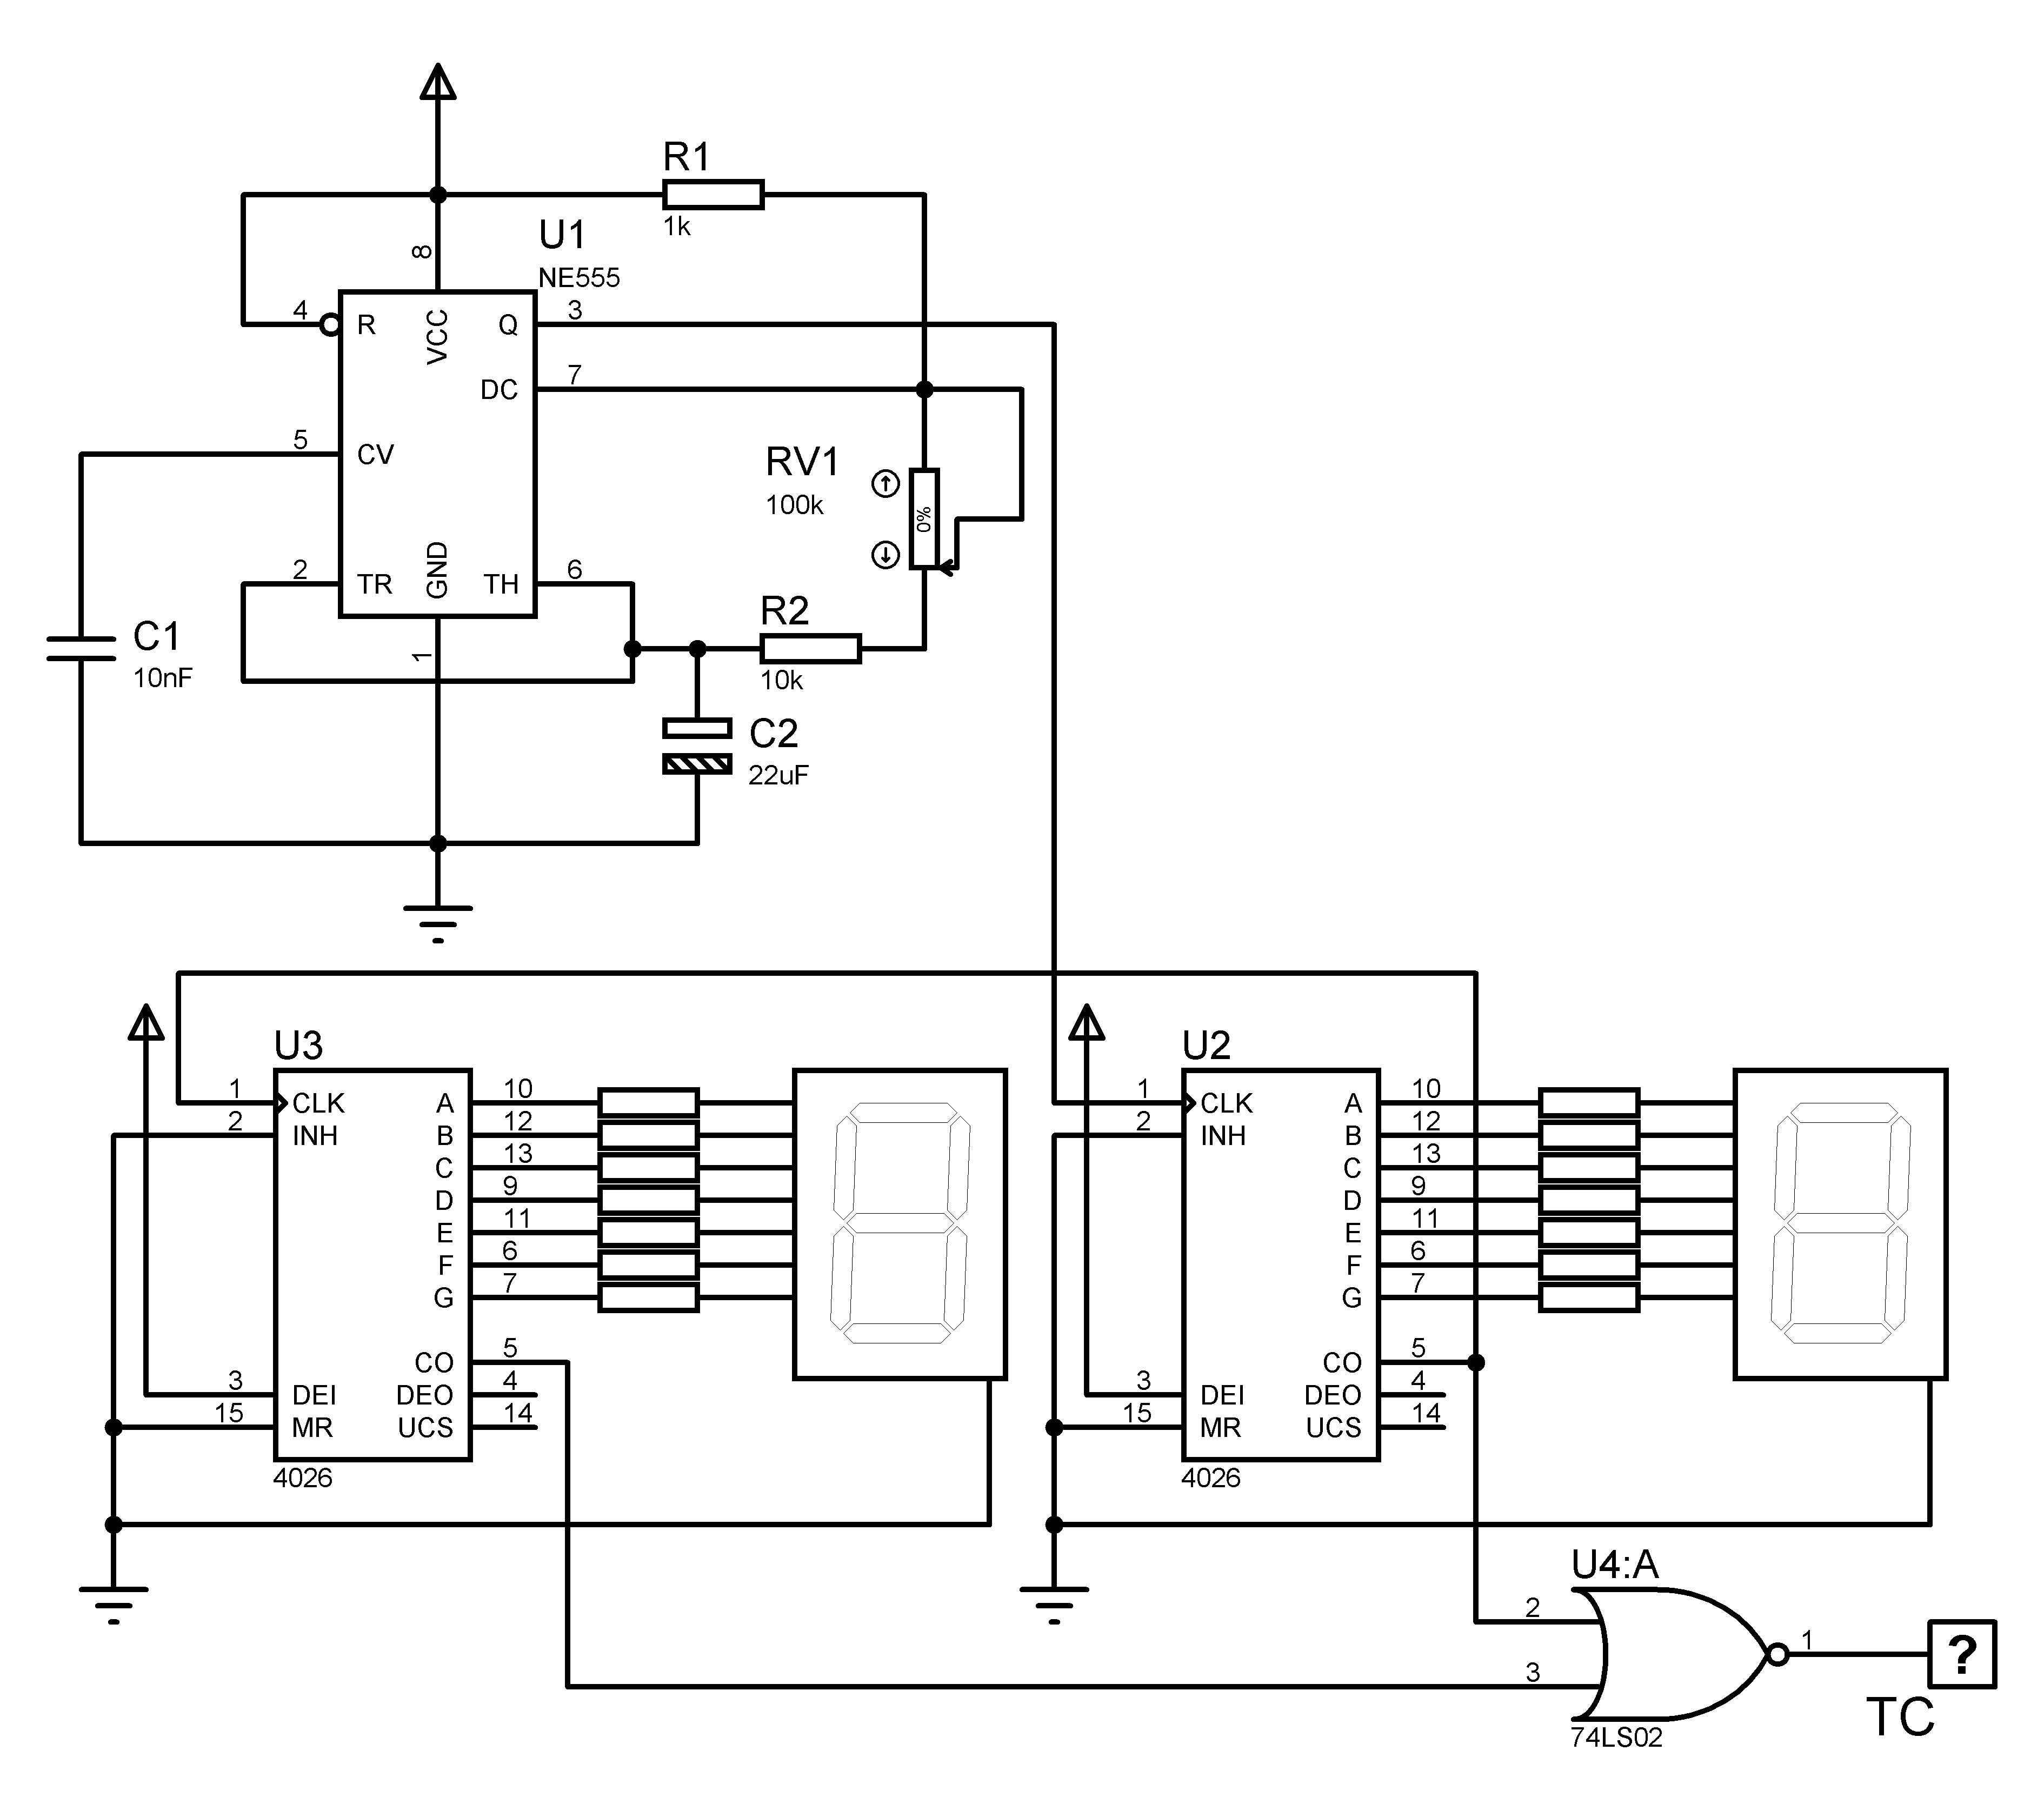 R1
1k
U1
NE555
8
4
R
VCC
Q
3
DC
7
5
CV
RV1
100k
0%
2
TR
GND
TH
6
1
C1
10nF
R2
10k
C2
22uF
U3
1
CLK
A
10
2
INH
B
12
C
13
D
9
E
11
F
6
G
7
CO
5
3
DEI
DEO
4
15
MR
UCS
14
4026
U2
1
CLK
A
10
2
INH
B
12
C
13
D
9
E
11
F
6
G
7
CO
5
3
DEI
DEO
4
15
MR
UCS
14
4026
U4:A
2
3
1
?
TC
74LS02